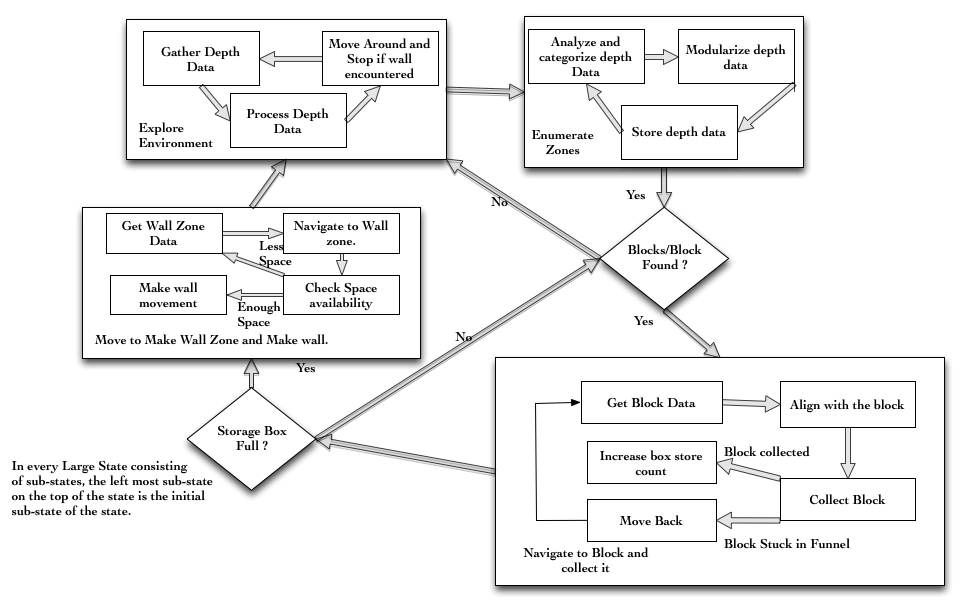 Gather Depth
Data
Move Around and
Stop if wall
encountered
Process Depth
Data
Explore
Environment
Analyze and
categorize depth
Data
Modularize depth
data
Store depth data
Enumerate
Zones
Yes
No
Blocks/Block
Found ?
Yes
Get Wall Zone
Data
Navigate to Wall
zone.
Less
Space
Make wall
movement
Check Space
availability
Enough
Space
Move to Make Wall Zone and Make wall.
No
Yes
Storage Box
Full ?
Get Block Data
Align with the block
Increase box store
count
Block collected
Collect Block
Move Back
Block Stuck in Funnel
Navigate to Block and
collect it
In every Large State consisting
of sub-states, the left most sub-state
on the top of the state is the initial
sub-state of the state.